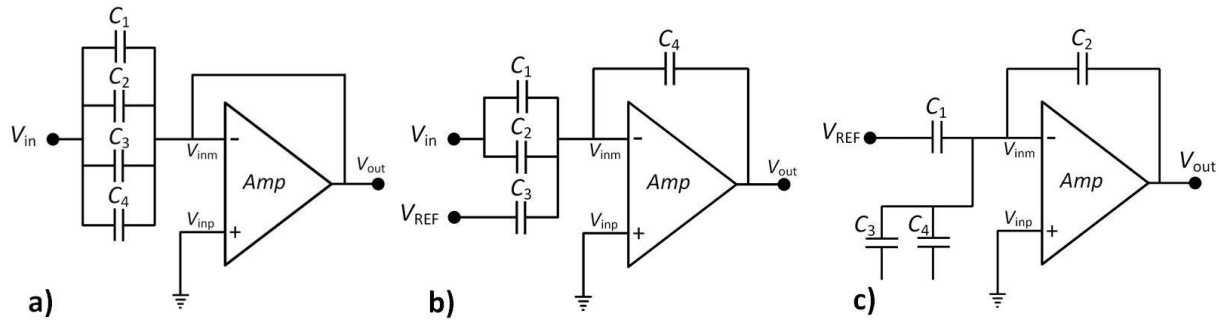 C1
C2
C3
C4
Vin
Vinm
Vinp
Amp
Vout
a)
C4
C1
C2
C3
Vin
VREF
Vinm
Vinp
Amp
Vout
b)
C2
C1
VREF
Vinm
Vinp
C3
C4
Amp
Vout
c)